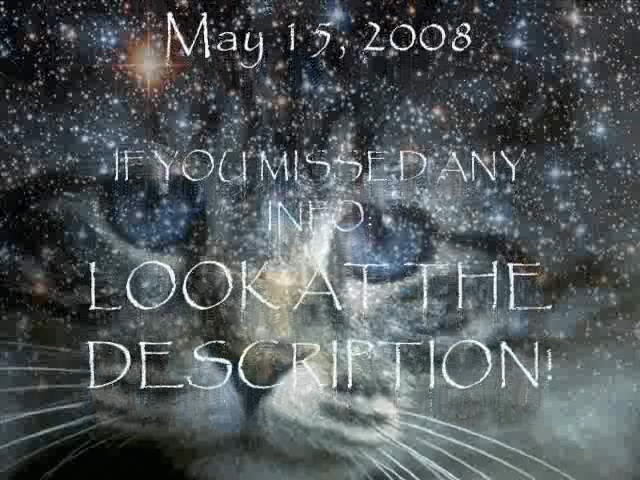 May 15, 2008
IF YOU MISSED ANY
INFO:
LOOK AT THE
DESCRIPTION!